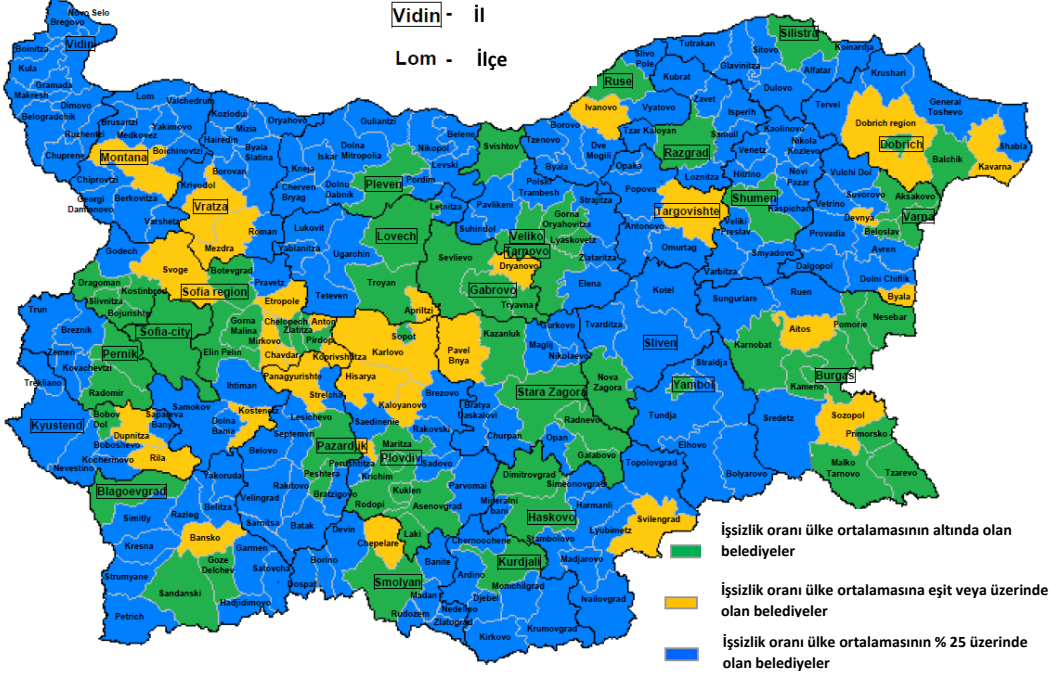 Vidin - İl
Lom - İlçe
Novo Selo
Bregovo
Vidin
Boinitza
Kula
Gramada
Makresh
Dimovo
Belogradchik
Ruzhentzi
Chuprene
Lom
Valchedrum
Brusartzi
Medkovez
Yakimovo
Montana
Boichinovtzi
Chiprovtzi
Georgi
Damanovo
Berkovitza
Varshetz
Kozlodui
Oryahovo
Hairedin
Mizia
Byala
Slatina
Borovan
Krivodol
Vratza
Roman
Mezdra
Guliantzi
Dolna
Mitropolia
Iskar
Nikopol
Belene
Kneja
Dolnu
Dabnik
Cherven
Bryag
Pleven
Pordim
Levski
Letnitza
Lukovit
Yablanitza
Ugarchin
Lovech
Troyan
Teteven
Apriltzi
Svishtov
Tzenovo
Borovo
Byala
Polski
Trambesh
Pavlikeni
Suhindol
Strajitza
Gorna
Oryahovitza
Veliko
Tarnovo
Lyaskovetz
Zlataritza
Elena
Sevlievo
Dryanovo
Gabrovo
Tryavna
Ruse
Slivo
Pole
Ivanovo
Vyatovo
Dve
Mogili
Tutrakan
Kubrat
Zavet
Isperih
Tzar Kaloyan
Razgrad
Samuil
Loznitza
Opaka
Popovo
Antonovo
Targovishte
Omurtag
Silistra
Sitovo
Koinardja
Glavinitza
Alfatar
Dulovo
Krushari
Tervel
General
Toshevo
Dobrich region
Dobrich
Shabla
Balchik
Kavarna
Kaolinovo
Nikola
Kozlevo
Venetz
Hitrino
Novi
Pazar
Shumen
Kaspichan
Veliki
Preslav
Smyadovo
Varbitza
Vulchi Dol
Suvorovo
Aksakovo
Vetrino
Devnya
Varna
Beloslav
Provadia
Avren
Dalgopol
Dolni Chiflik
Byala
Godech
Svoge
Botevgrad
Dragoman
Kostinbrod
Sofia region
Pravetz
Slivnitza
Bojurishte
Etropole
Sofia-city
Gorna
Malina
Chelopech
Anton
Zlatitza
Mirkovo
Pirdop
Elin Pelin
Chavdar
Koprivshtitza
Ihtiman
Samokov
Dolna
Bania
Kostenetz
Trun
Breznik
Zemen
Pernik
Kovachevtzi
Radomir
Trekliano
Kyustend
Bobov
Dol
Sapareva
Banya
Dupnitza
Boboshevo
Kocherinovo
Rila
Nevestino
Blagoevgrad
Simitly
Razlog
Belitza
Yakoruda
Kresna
Bansko
Strumyane
Goze
Delchev
Garmen
Satovcha
Sandanski
Hadjidimovo
Petrich
Panagyurishte
Strelcha
Lesichevo
Septemvri
Belovo
Pazardjik
Peshtera
Rakitovo
Bratzigovo
Velingrad
Sarnitsa
Batak
Karlovo
Sopot
Hisarya
Kaloyanovo
Brezovo
Saedinenie
Rakovski
Maritza
Plovdiv
Perushtitza
Krichim
Sadovo
Kuklen
Rodopi
Asenovgrad
Parvomai
Laki
Pavel
Bnya
Kazanluk
Gurkovo
Maglij
Nikolaevo
Stara Zagora
Nova
Zagora
Bratya
Daskalovi
Churpan
Opan
Radnevo
Galabovo
Tvarditza
Sliven
Kotel
Straldja
Yambol
Tundja
Elhovo
Bolyarovo
Sungurlare
Ruen
Karnobat
Aitos
Pomorie
Nesebar
Burgas
Kameno
Sredetz
Sozopol
Primorsko
Malko
Tarnovo
Tzarevo
Dimitrovgrad
Simeonovgrad
Topolovgrad
Mineralni
bani
Haskovo
Harmanli
Stambolovo
Lyubimetz
Svilengrad
Madjarovo
Ivailovgrad
Devin
Chepelare
Borino
Dospat
Smolyan
Banite
Madan
Rudozem
Nedelino
Zlatograd
Chernoochene
Ardino
Kurdjali
Momchilgrad
Djebel
Kirkovo
Krumovgrad
İşsizlik oranı ülke ortalamasının altında olan
belediyeler
İşsizlik oranı ülke ortalamasına eşit veya üzerinde
olan belediyeler
İşsizlik oranı ülke ortalamasının % 25 üzerinde
olan belediyeler